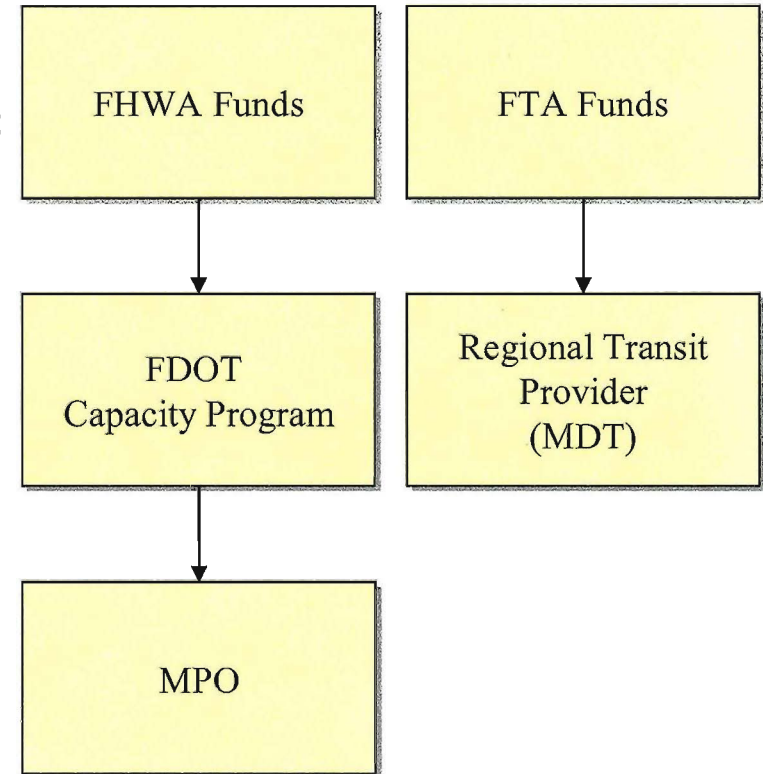 FHWA Funds
FTA Funds
FDOT
Capacity Program
Regional Transit
Provider
(MDT)
MPO